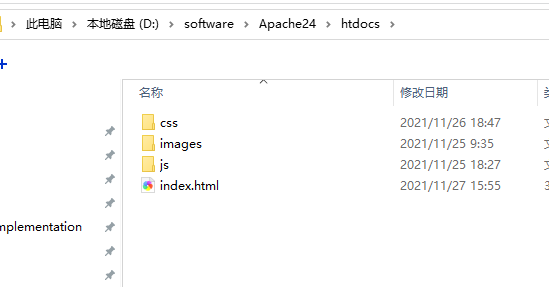 此电脑 > 本地磁盘 (D:) > software > Apache24 > htdocs >
名称 修改日期
css 2021/11/26 18:47
images 2021/11/25 9:35
js 2021/11/25 18:27
index.html 2021/11/27 15:55
mplementation